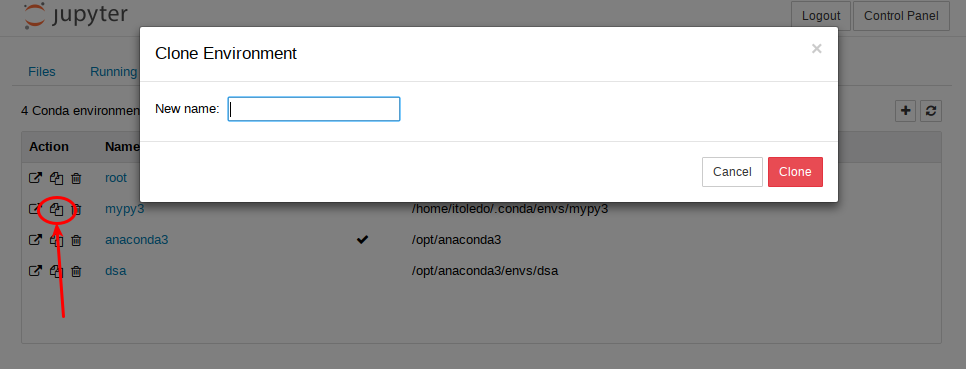 jupyter
Logout
Control Panel
Clone Environment
×
Files
Running
New name:
4 Conda environmen
Action
Name
Cancel
Clone
root
mypy3
/home/itoledo/.conda/envs/mypy3
anaconda3
/opt/anaconda3
dsa
/opt/anaconda3/envs/dsa